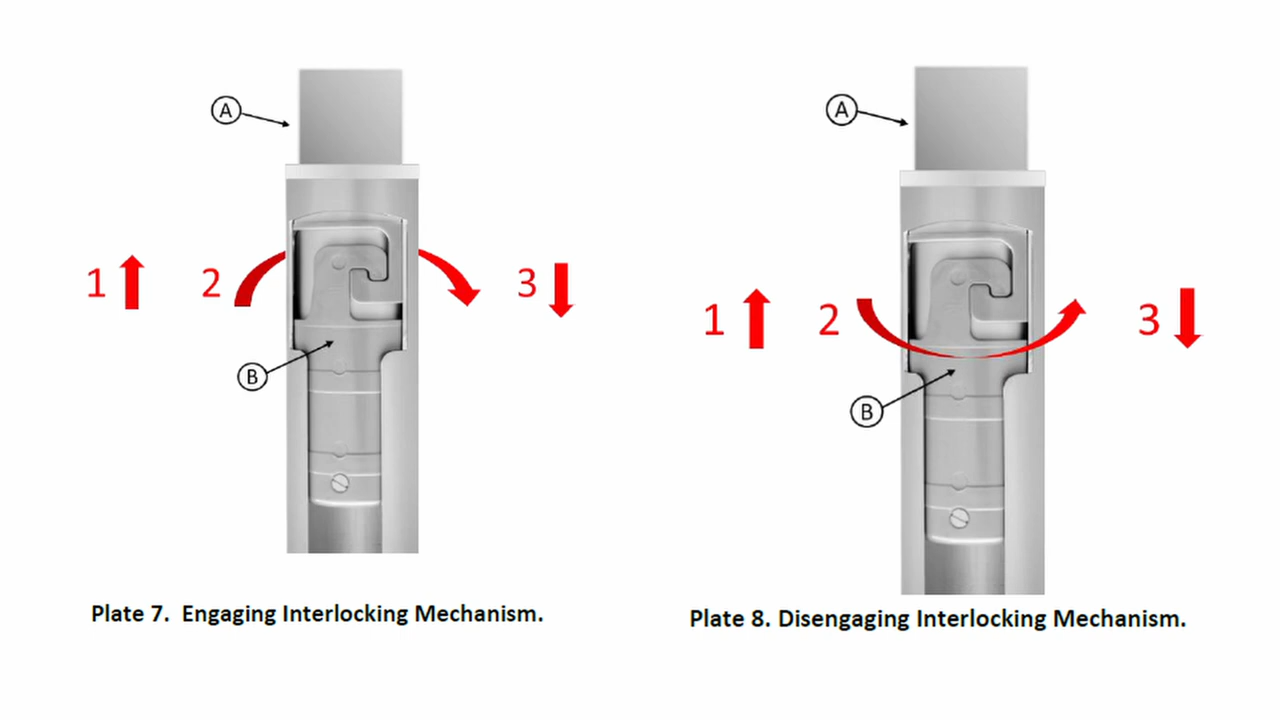 A
1 2 3
B
Plate 7. Engaging Interlocking Mechanism.
A
1 2 3
B
Plate 8. Disengaging Interlocking Mechanism.